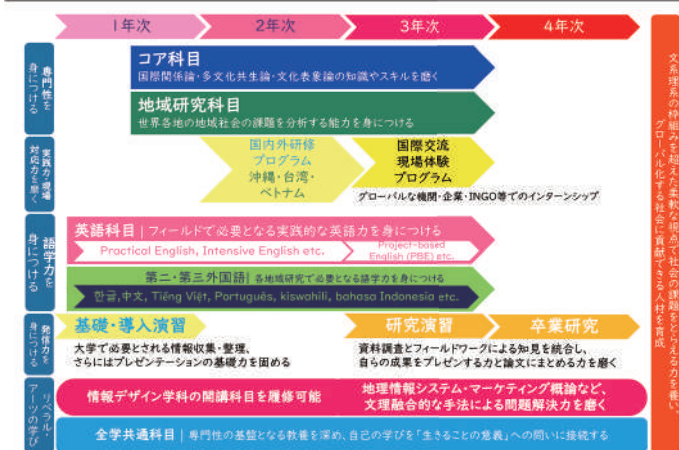 1年次
2年次
3年次
4年次
専門性を
身につける
コア科目
国際関係論・多文化共生論・文化表象論の知識やスキルを磨く
地域研究科目
世界各地の地域社会の課題を分析する能力を身につける
実践力・現場
対応力を磨く
国内外研修
プログラム
沖縄・台湾・
ベトナム
国際交流
現場体験
プログラム
グローバルな機関・企業・INGO等でのインターンシップ
語学力を
身につける
英語科目|フィールドで必要となる実践的な英語力を身につける
Practical English, Intensive English etc.
Project-based
English (PBE) etc.
第二・第三外国語|各地域研究で必要となる語学力を身につける
한글,中文, Tiếng Việt, Português, kiswahili, bahasa Indonesia etc.
発信力を
身につける
基礎・導入演習
大学で必要とされる情報収集・整理、
さらにはプレゼンテーションの基礎力を固める
研究演習
卒業研究
資料調査とフィールドワークによる知見を統合し、
自らの成果をプレゼンする力と論文にまとめる力を磨く
リベラル・
アーツの学び
情報デザイン学科の開講科目を履修可能
地理情報システム・マーケティング概論など、
文理融合的な手法による問題解決力を磨く
全学共通科目|専門性の基盤となる教養を深め、自己の学びを「生きることの意義」への問いに接続する
文系理系の枠組みを超えた柔軟な視点で社会の課題をとらえる力を養い、
グローバル化する社会に貢献できる人材を育成